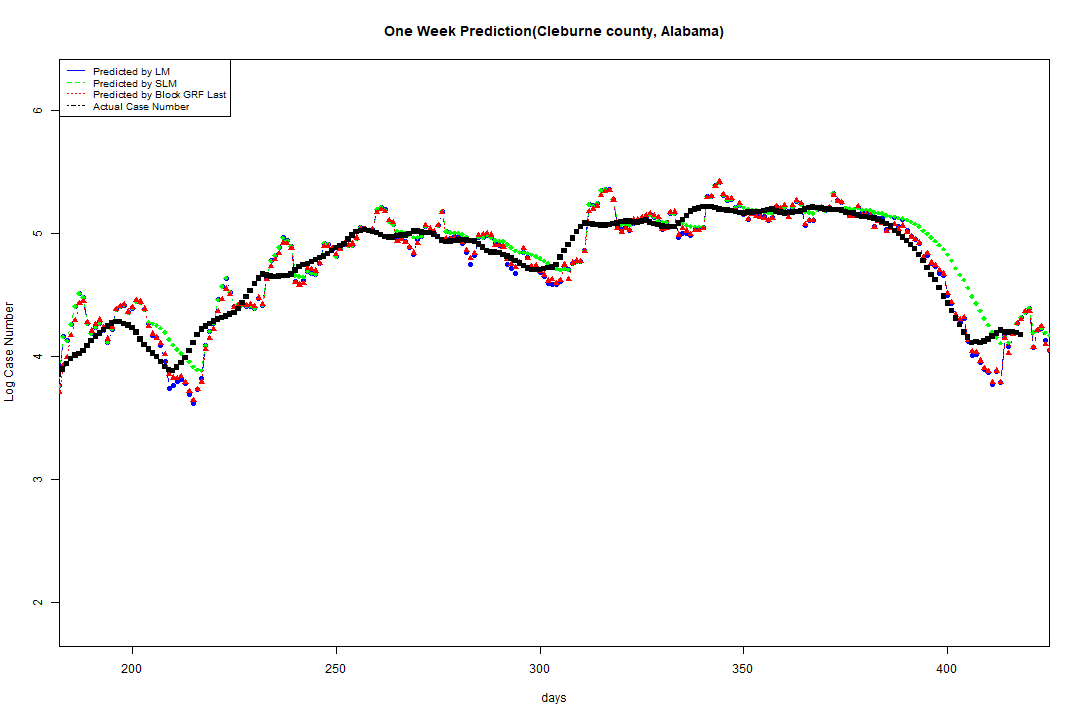 One Week Prediction(Cleburne county, Alabama)
Predicted by LM
Predicted by SLM
Predicted by Block GRF Last
Actual Case Number
6
5
4
3
2
Log Case Number
200 250 300 350 400
days